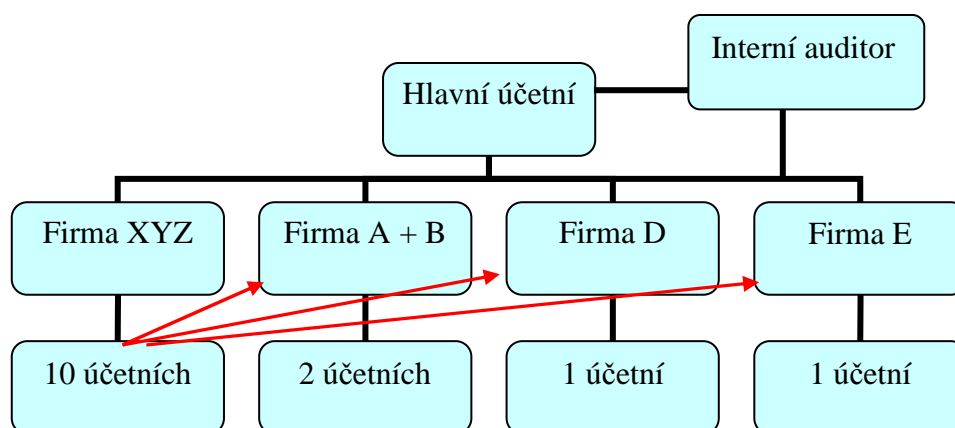 Interní auditor
Hlavní účetní
Firma XYZ
Firma A + B
Firma D
Firma E
10 účetních
2 účetních
1 účetní
1 účetní